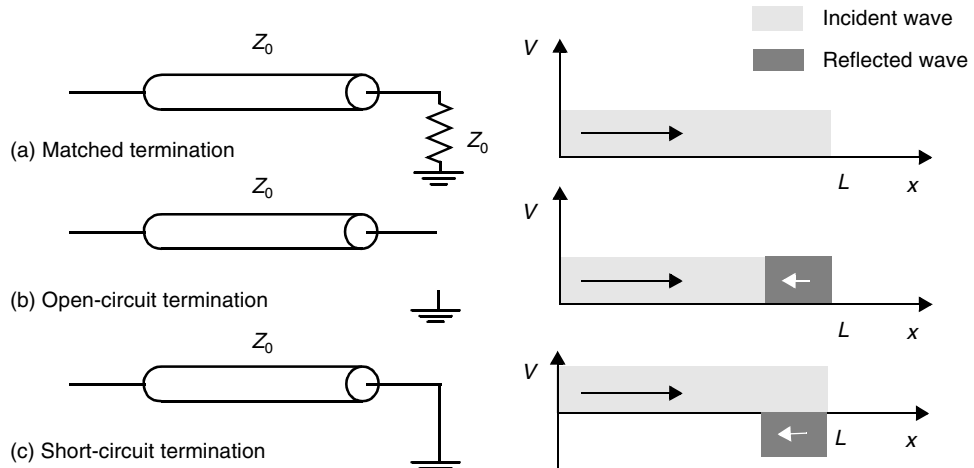 Z0
Z0
(a) Matched termination
Z0
(b) Open-circuit termination
Z0
(c) Short-circuit termination
Incident wave
Reflected wave
V
L
x
V
L
x
V
L
x